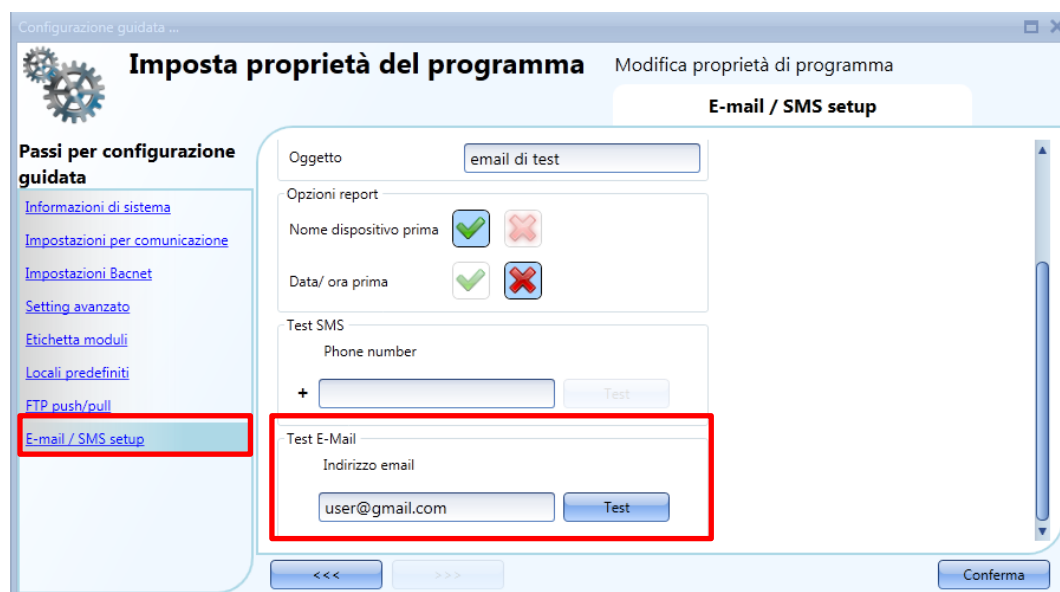 Configurazione guidata ...
Imposta proprietà del programma
Modifica proprietà di programma
E-mail / SMS setup
Passi per configurazione
guidata
Informazioni di sistema
Impostazioni per comunicazione
Impostazioni Bacnet
Setting avanzato
Etichetta moduli
Locali predefiniti
FTP push/pull
E-mail / SMS setup
Oggetto email di test
Opzioni report
Nome dispositivo prima
Data/ ora prima
Test SMS
Phone number
+ Test
Test E-Mail
Indirizzo email
user@gmail.com Test
<<< >>> Conferma